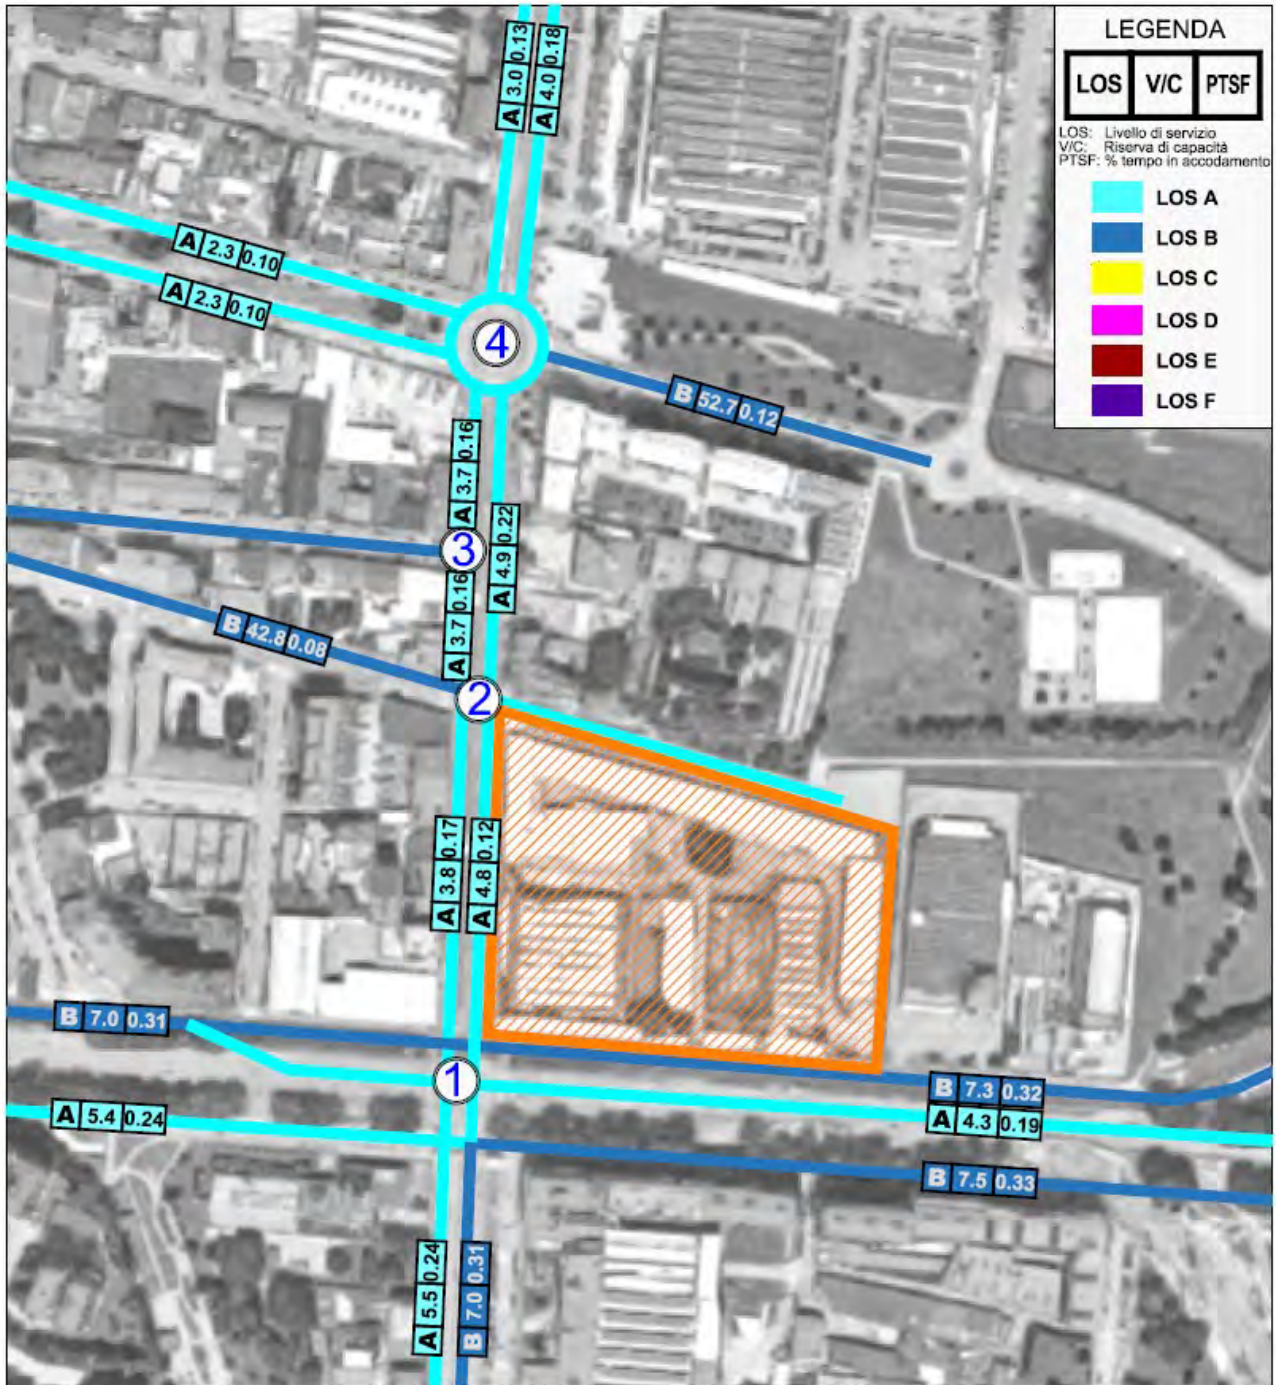 LEGENDA
LOS V/C PTSF
LOS: Livello di servizio
V/C: Riserva di capacità
PTSF: % tempo in accodamento
LOS A
LOS B
LOS C
LOS D
LOS E
LOS F
A 3.0 0.13
A 4.0 0.18
A 2.3 0.10
A 2.3 0.10
4
B 52.7 0.12
A 3.7 0.16
A 4.9 0.22
3
A 3.7 0.16
B 42.8 0.08
2
A 3.8 0.17
A 4.8 0.12
B 7.0 0.31
1
B 7.3 0.32
A 5.4 0.24
A 4.3 0.19
B 7.5 0.33
A 5.5 0.24
B 7.0 0.31